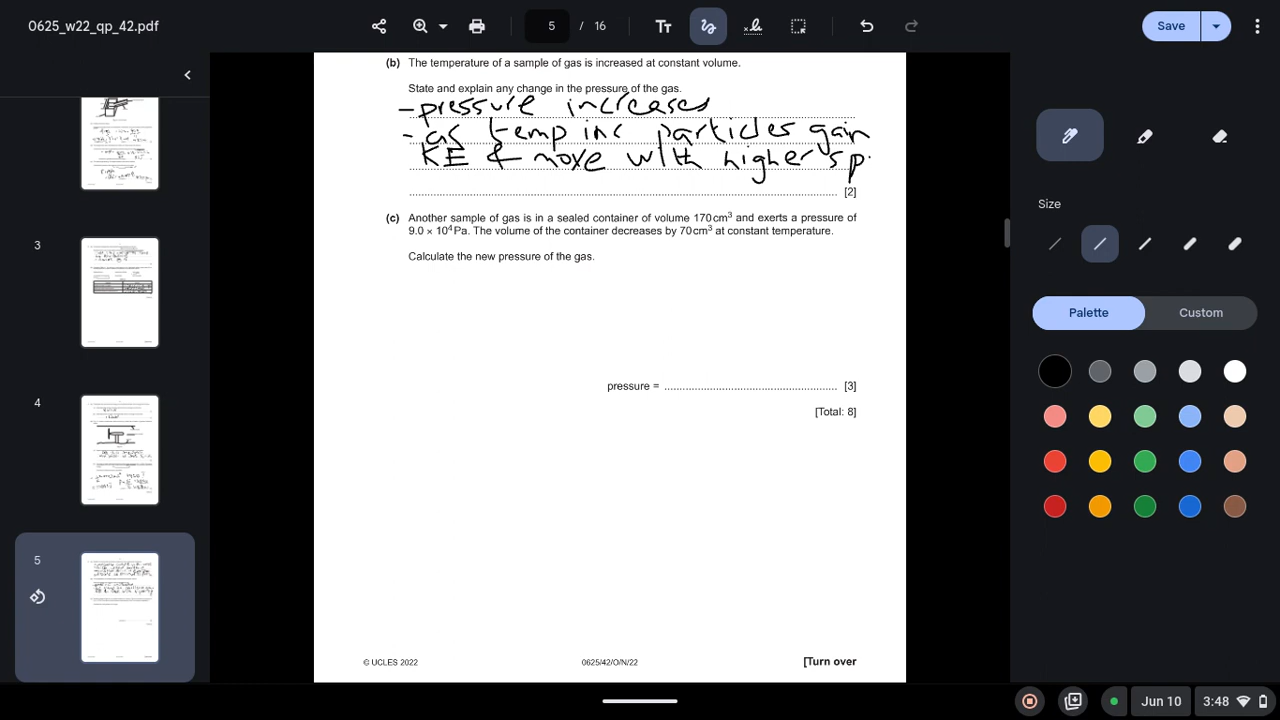 0625_w22_qp_42.pdf
5 / 16
Save
(b) The temperature of a sample of gas is increased at constant volume.
State and explain any change in the pressure of the gas.
- pressure increases
- as temp. inc particles gain
KE & move with higher sp.
[2]
(c) Another sample of gas is in a sealed container of volume 170 cm³ and exerts a pressure of
9.0 × 10⁴ Pa. The volume of the container decreases by 70 cm³ at constant temperature.
Calculate the new pressure of the gas.
pressure = ...................................................... [3]
[Total: 8]
© UCLES 2022
0625/42/O/N/22
[Turn over
3
4
5
Size
Palette
Custom
Jun 10
3:48